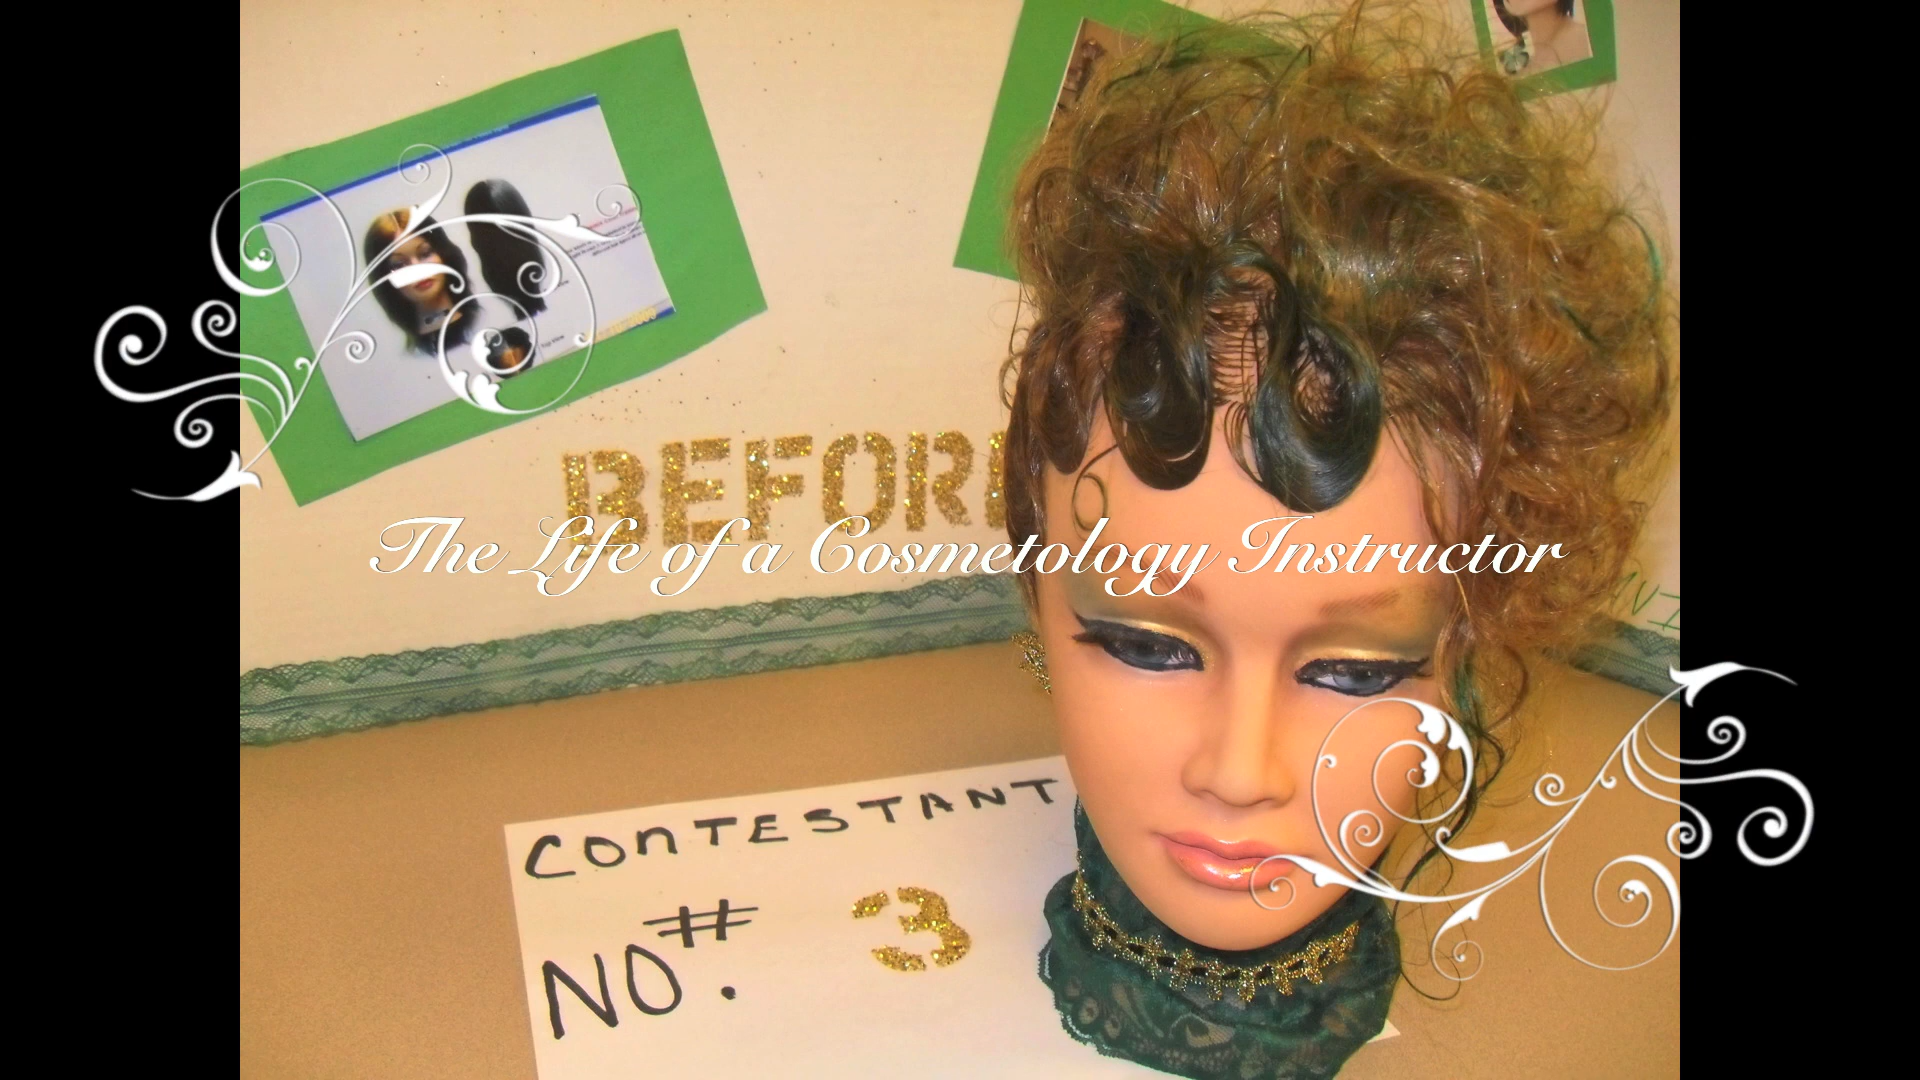 BEFOR
The Life of a Cosmetology Instructor
CONTESTANT
NO.# 3